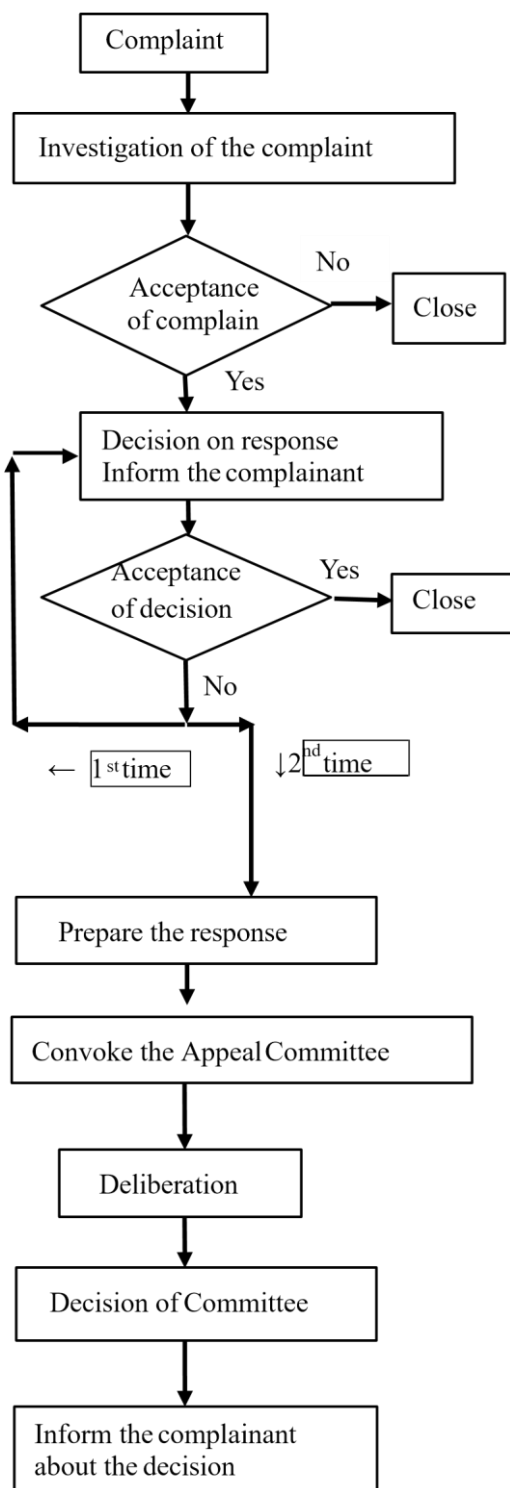 Complaint
Investigation of the complaint
No
Acceptance
of complain
Close
Yes
Decision on response
Inform the complainant
Acceptance
of decision
Yes
Close
No
← 1st time
↓2nd time
Prepare the response
Convoke the Appeal Committee
Deliberation
Decision of Committee
Inform the complainant
about the decision